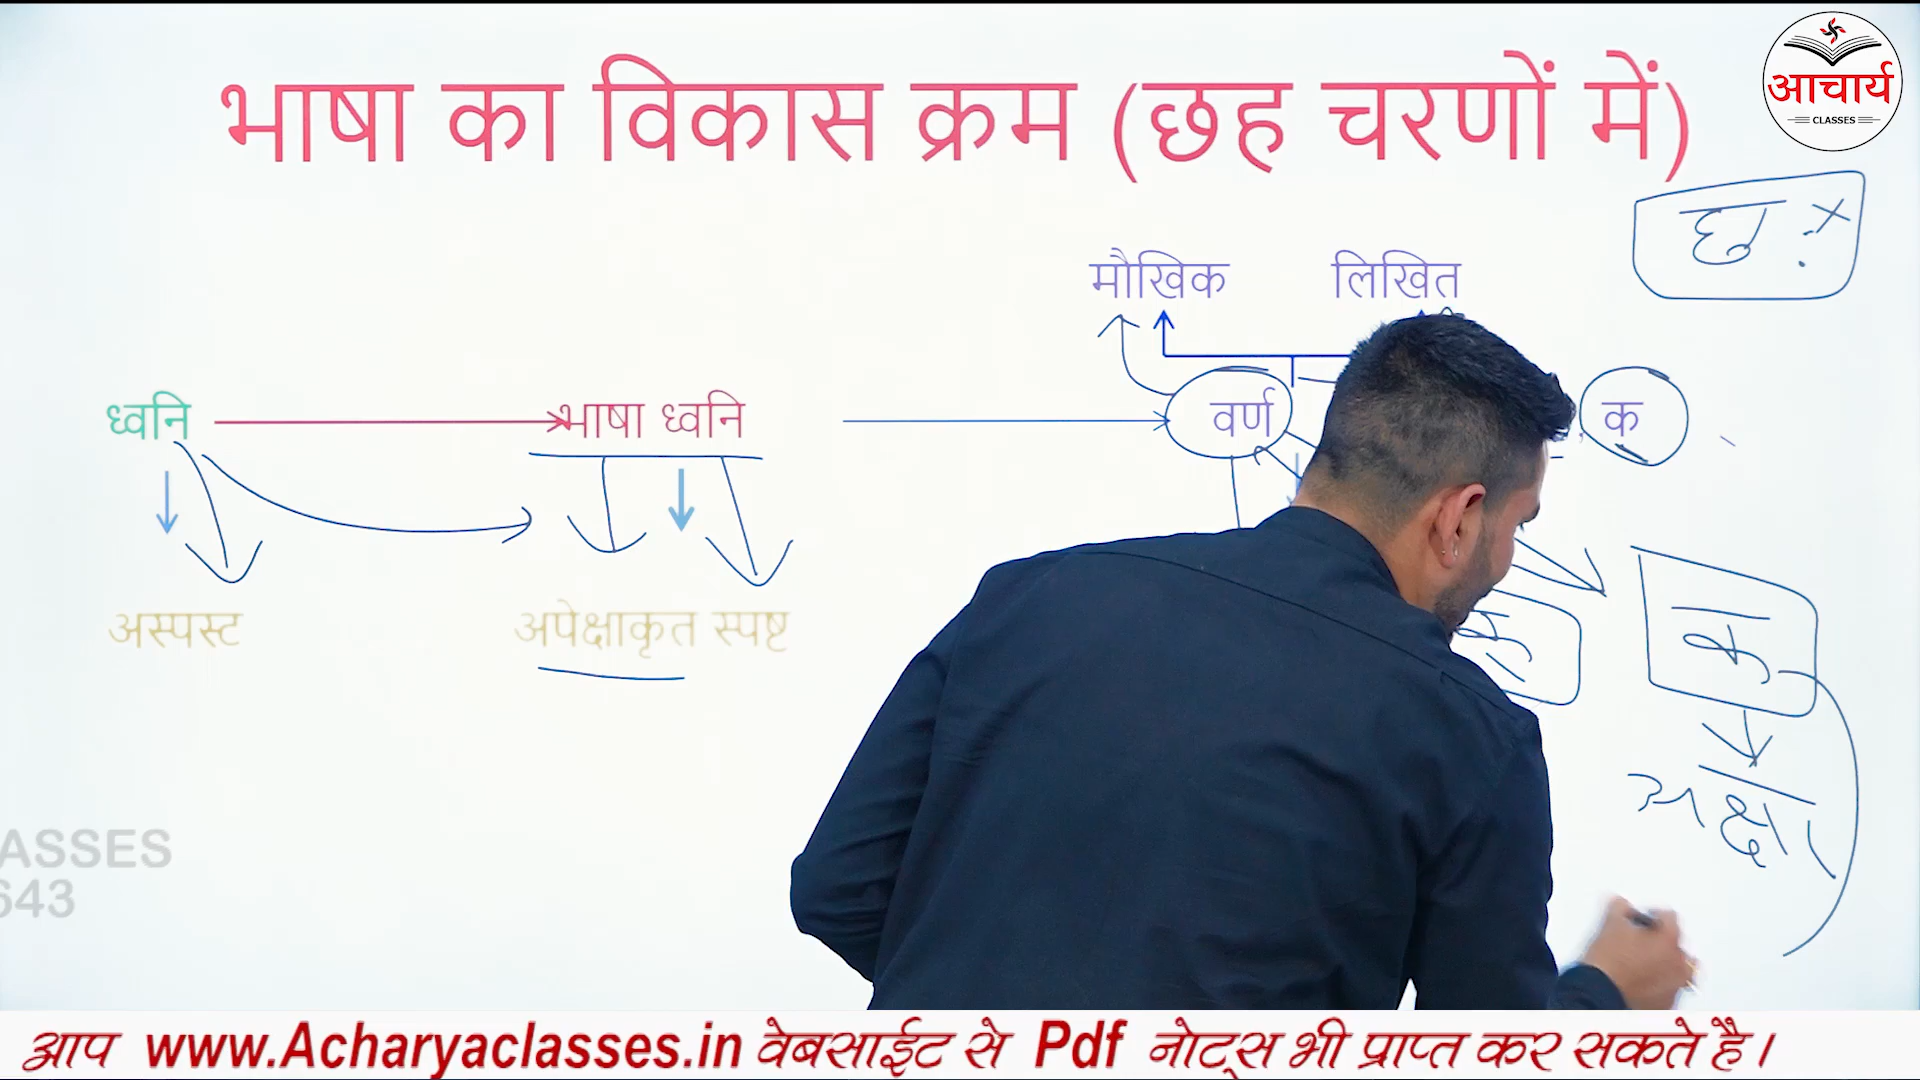 भाषा का विकास क्रम (छह चरणों में)
आचार्य
CLASSES
छ :
मौखिक लिखित
ध्वनि भाषा ध्वनि वर्ण क
अस्पस्ट अपेक्षाकृत स्पष्ट
क क
अक्षर
ASSES
643
आप www.Acharyaclasses.in वेबसाईट से Pdf नोट्स भी प्राप्त कर सकते है ।